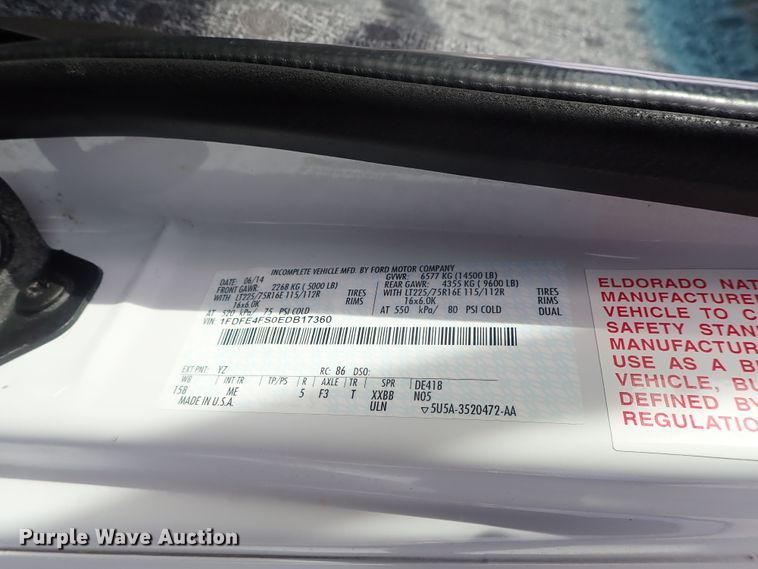 INCOMPLETE VEHICLE MFD. BY FORD MOTOR COMPANY
DATE: 06/14 GVWR: 6577 KG (14500 LB)
FRONT GAWR: 2268 KG ( 5000 LB) REAR GAWR: 4355 KG ( 9600 LB)
WITH LT225/75R16E 115/112R TIRES WITH LT225/75R16E 115/112R TIRES
16x6.0K RIMS 16x6.0K RIMS
AT 520 kPa/ 75 PSI COLD AT 550 kPa/ 80 PSI COLD DUAL
VIN: 1FDFE4FS0EDB17360
EXT PNT: YZ RC: 86 DSO:
WB INT TR TP/PS R AXLE TR SPR DE418
158 ME 5 F3 T XXBB N05
MADE IN U.S.A. ULN ▽5U5A-3520472-AA
ELDORADO NAT
MANUFACTURER
VEHICLE TO CA
SAFETY STAN
MANUFACTUR
USE AS A B
VEHICLE, BU
DEFINED BY
REGULATION
Purple Wave Auction